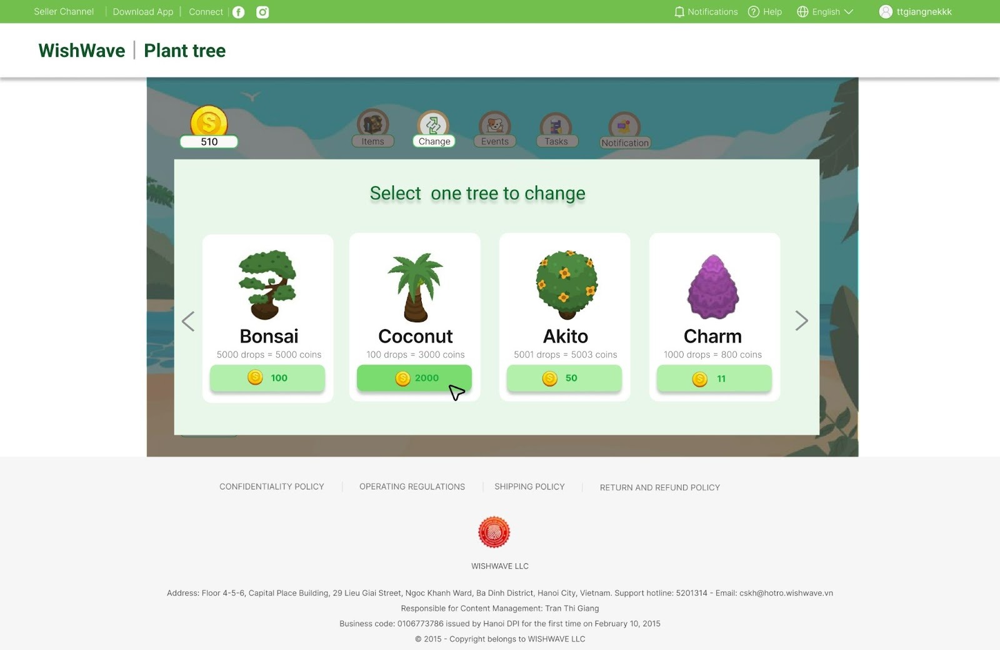 Seller Channel | Download App | Connect | Notifications Help English ttgiangnekkk
WishWave | Plant tree
510
Items Change Events Tasks Notification
Select one tree to change
Bonsai
5000 drops = 5000 coins
100
Coconut
100 drops = 3000 coins
2000
Akito
5001 drops = 5003 coins
50
Charm
1000 drops = 800 coins
11
CONFIDENTIALITY POLICY | OPERATING REGULATIONS | SHIPPING POLICY | RETURN AND REFUND POLICY
WISHWAVE LLC
Address: Floor 4-5-6, Capital Place Building, 29 Lieu Giai Street, Ngoc Khanh Ward, Ba Dinh District, Hanoi City, Vietnam. Support hotline: 5201314 - Email: cskh@hotro.wishwave.vn
Responsible for Content Management: Tran Thi Giang
Business code: 0106773786 issued by Hanoi DPI for the first time on February 10, 2015
© 2015 - Copyright belongs to WISHWAVE LLC